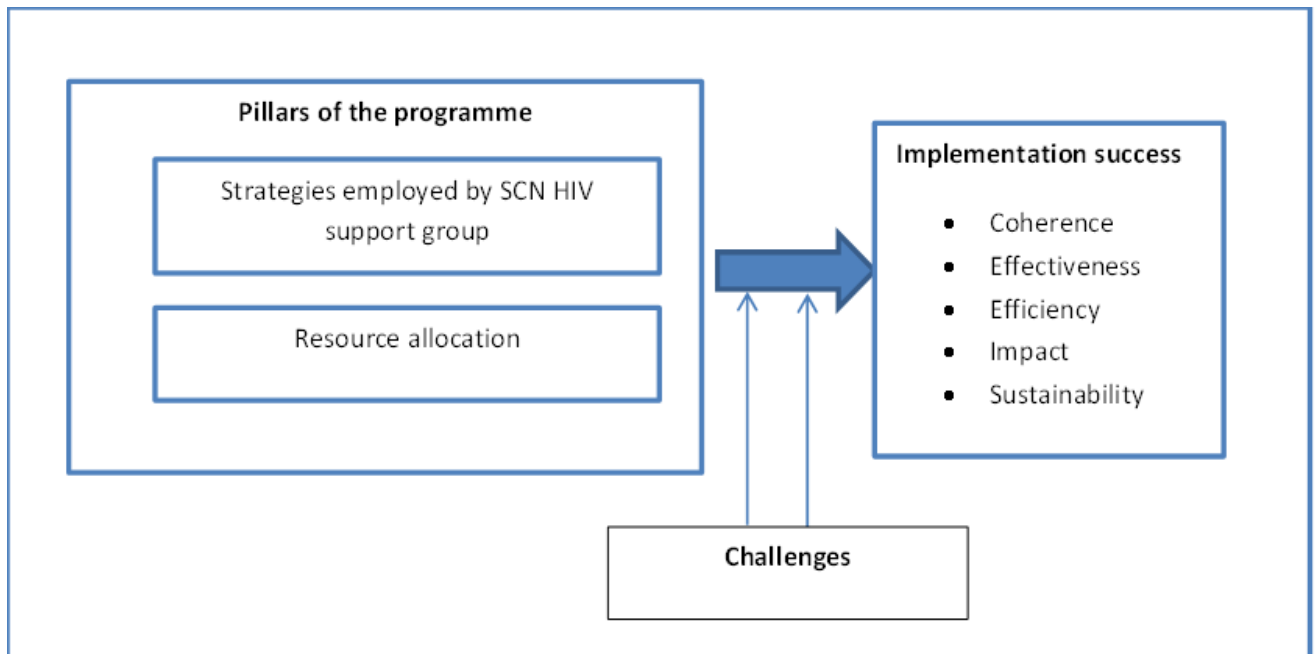 Pillars of the programme
Strategies employed by SCN HIV
support group
Resource allocation
Implementation success
• Coherence
• Effectiveness
• Efficiency
• Impact
• Sustainability
Challenges